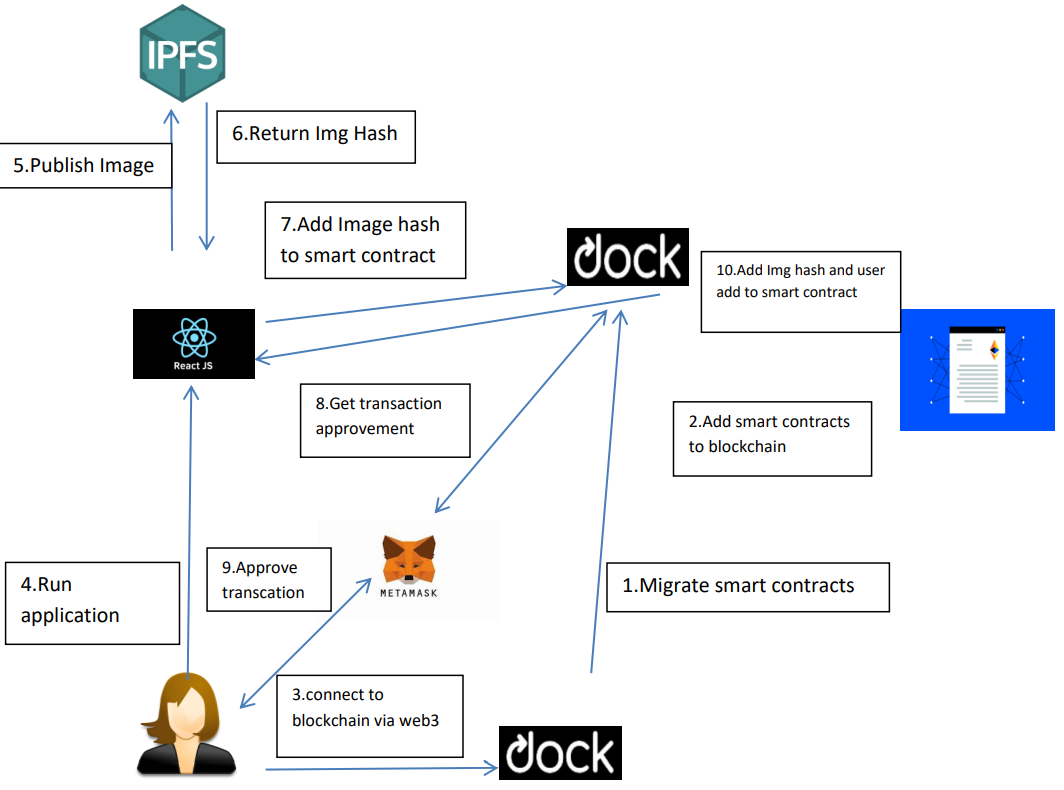 IPFS
6.Return Img Hash
5.Publish Image
7.Add Image hash
to smart contract
dock
10.Add Img hash and user
add to smart contract
React JS
8.Get transaction
approvement
2.Add smart contracts
to blockchain
METAMASK
9.Approve
transcation
4.Run
application
1.Migrate smart contracts
3.connect to
blockchain via web3
dock